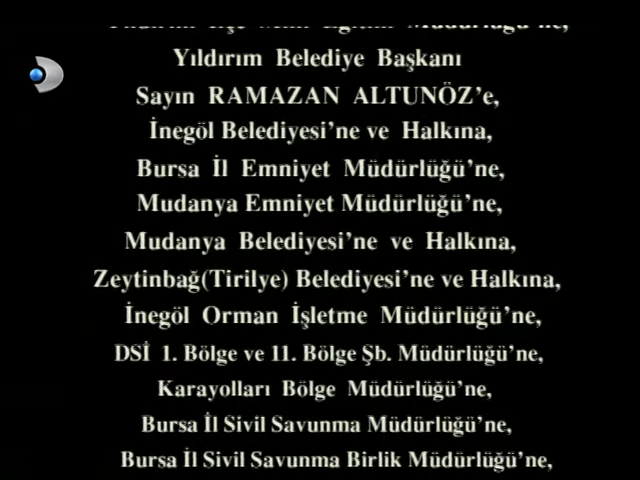 Yıldırım Belediye Başkanı
Sayın RAMAZAN ALTUNÖZ'e,
İnegöl Belediyesi'ne ve Halkına,
Bursa İl Emniyet Müdürlüğü'ne,
Mudanya Emniyet Müdürlüğü'ne,
Mudanya Belediyesi'ne ve Halkına,
Zeytinbağ(Tirilye) Belediyesi'ne ve Halkına,
İnegöl Orman İşletme Müdürlüğü'ne,
DSİ 1. Bölge ve 11. Bölge Şb. Müdürlüğü'ne,
Karayolları Bölge Müdürlüğü'ne,
Bursa İl Sivil Savunma Müdürlüğü'ne,
Bursa İl Sivil Savunma Birlik Müdürlüğü'ne,